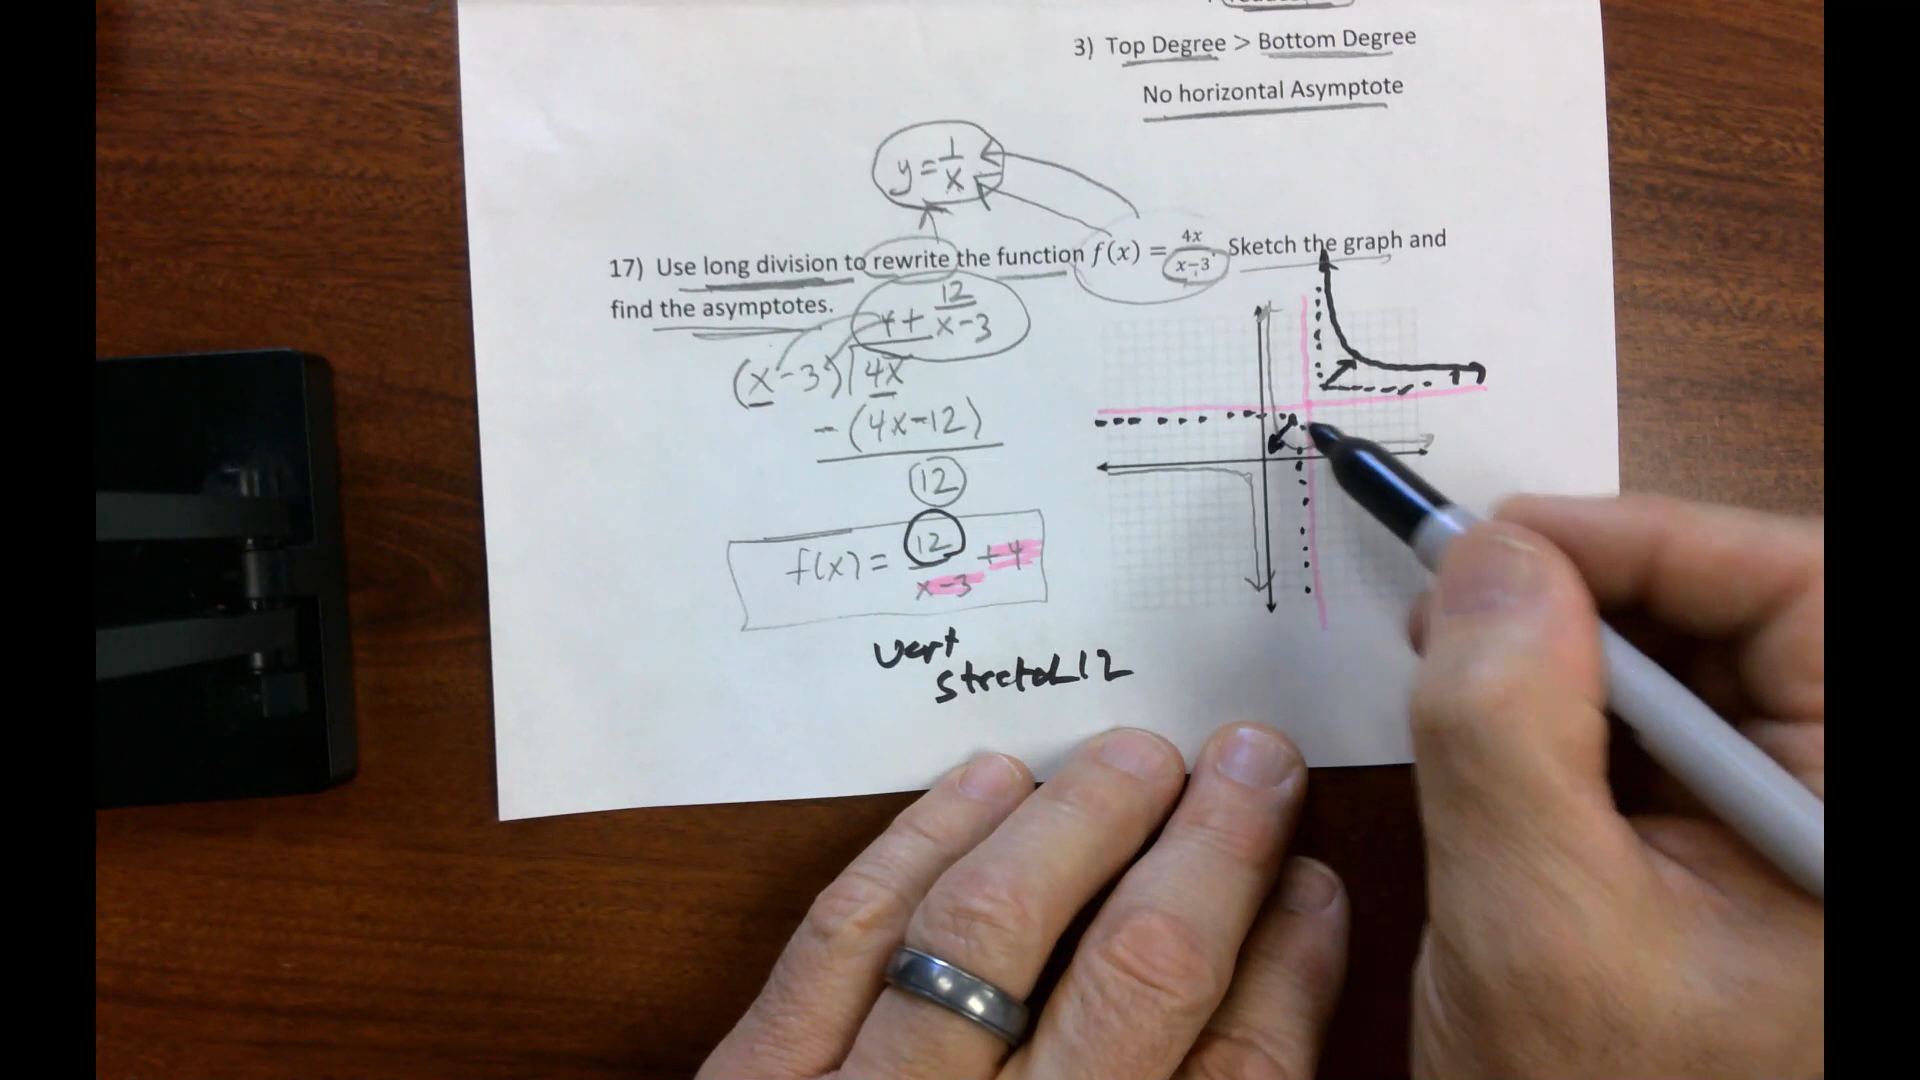 3) Top Degree > Bottom Degree
No horizontal Asymptote
y = 1/x
17) Use long division to rewrite the function f(x) = 4x/(x−3). Sketch the graph and
find the asymptotes.
4 + 12/(x−3)
(x−3) 4x
−(4x−12)
12
f(x) = 12/(x−3) + 4
vert
stretch 12